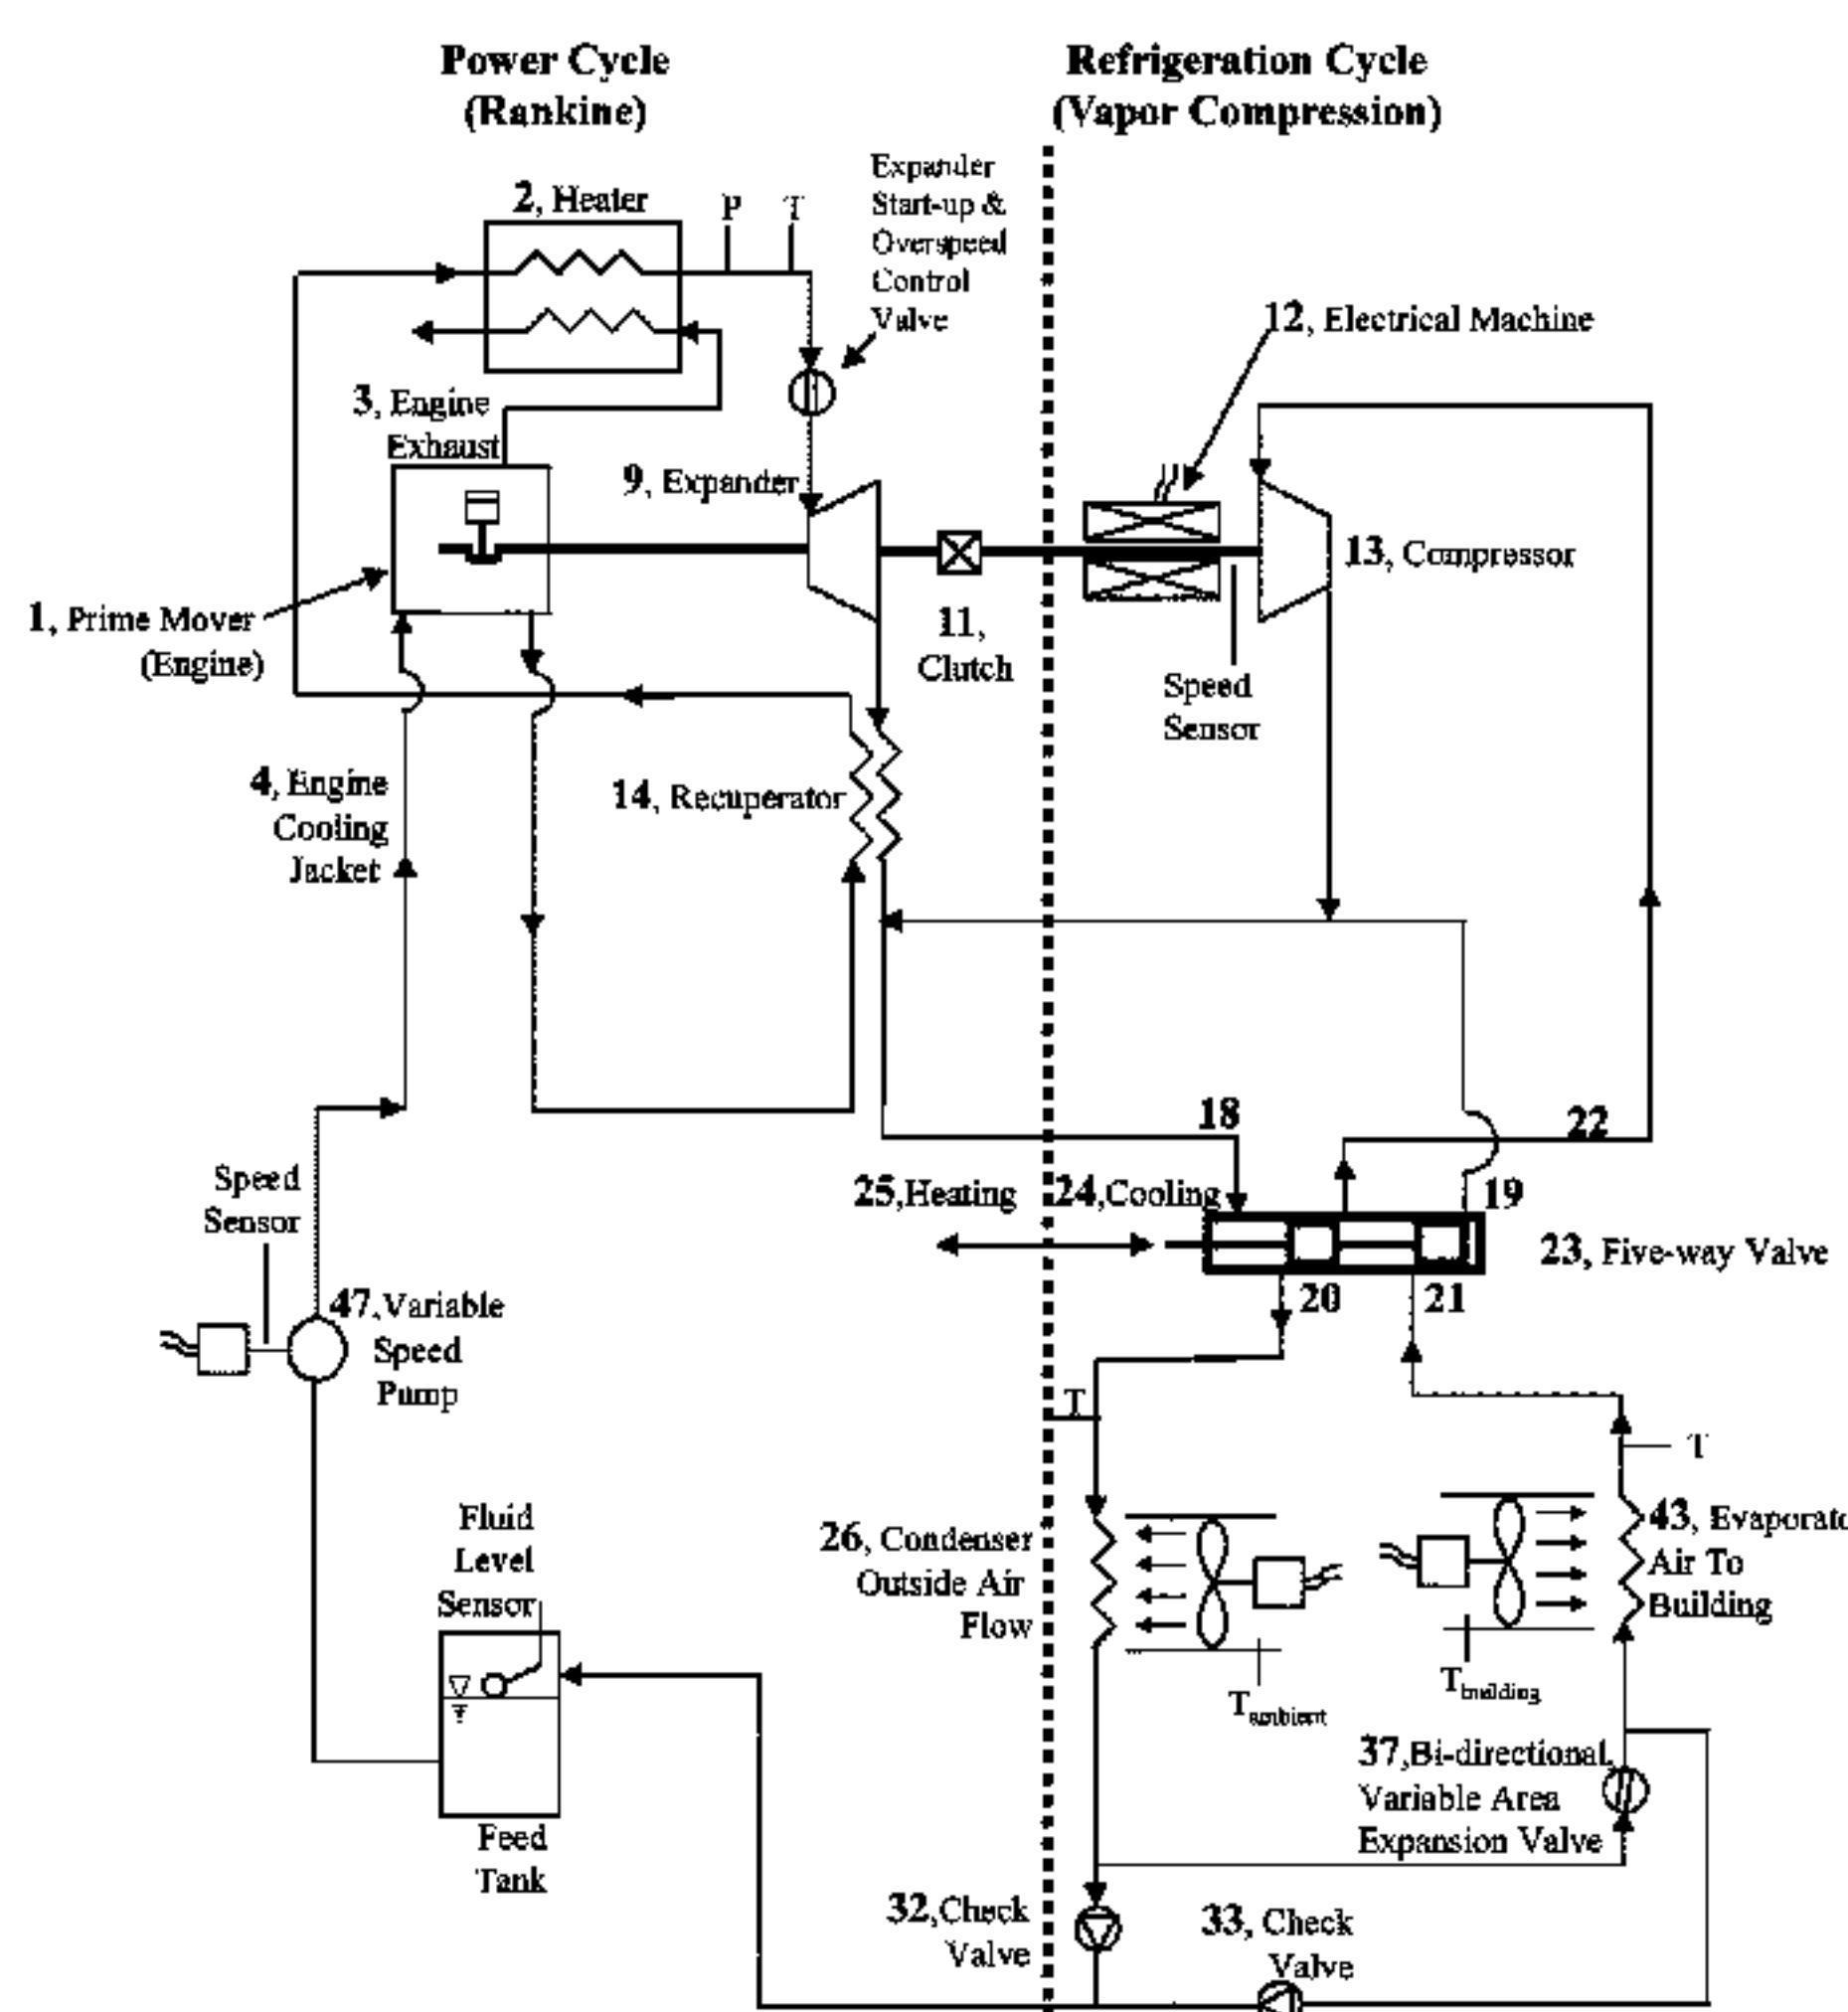 Power Cycle
(Rankine)
Refrigeration Cycle
(Vapor Compression)
2, Heater
P
T
Expander
Start-up &
Overspeed
Control
Valve
12, Electrical Machine
3, Engine
Exhaust
9, Expander
13, Compressor
1, Prime Mover
(Engine)
11,
Clutch
Speed
Sensor
4, Engine
Cooling
Jacket
14, Recuperator
18
22
Speed
Sensor
25,Heating
24,Cooling
19
23, Five-way Valve
20
21
47,Variable
Speed
Pump
T
T
Fluid
Level
Sensor
26, Condenser
Outside Air
Flow
43, Evaporato
Air To
Building
Tambient
Tbuilding
37,Bi-directional
Variable Area
Expansion Valve
Feed
Tank
32,Check
Valve
33, Check
Valve